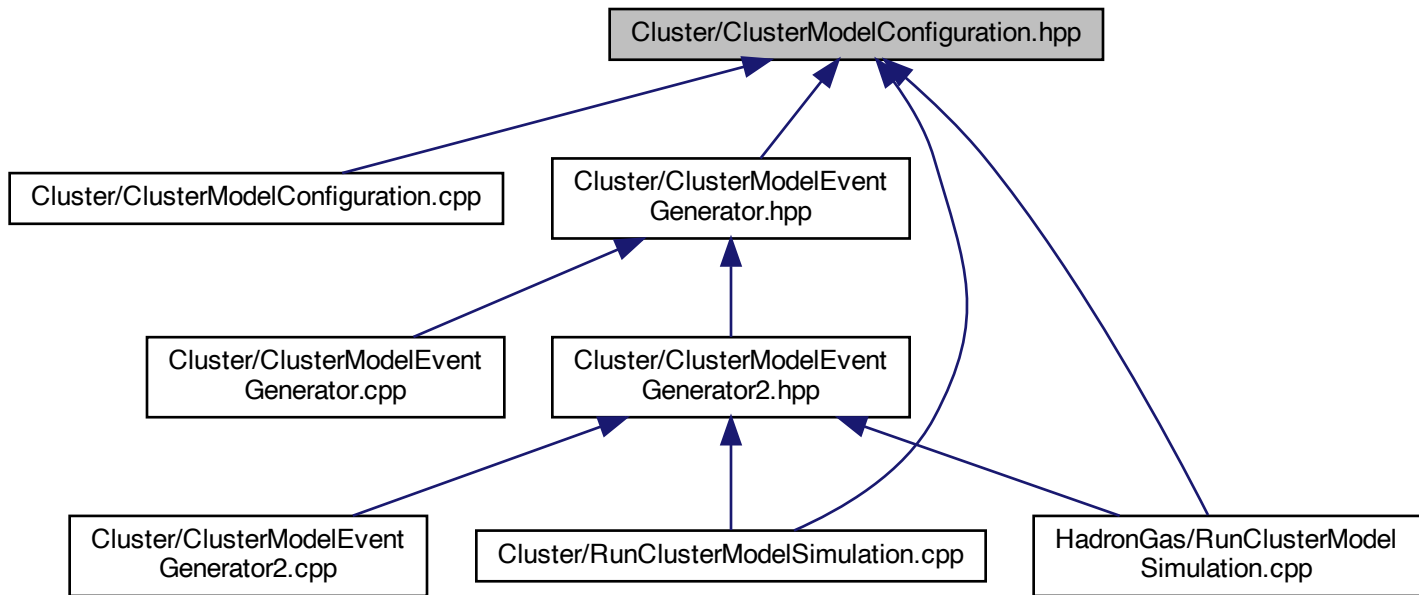 Cluster/ClusterModelConfiguration.hpp
Cluster/ClusterModelConfiguration.cpp
Cluster/ClusterModelEvent
Generator.hpp
Cluster/ClusterModelEvent
Generator.cpp
Cluster/ClusterModelEvent
Generator2.hpp
Cluster/ClusterModelEvent
Generator2.cpp
Cluster/RunClusterModelSimulation.cpp
HadronGas/RunClusterModel
Simulation.cpp